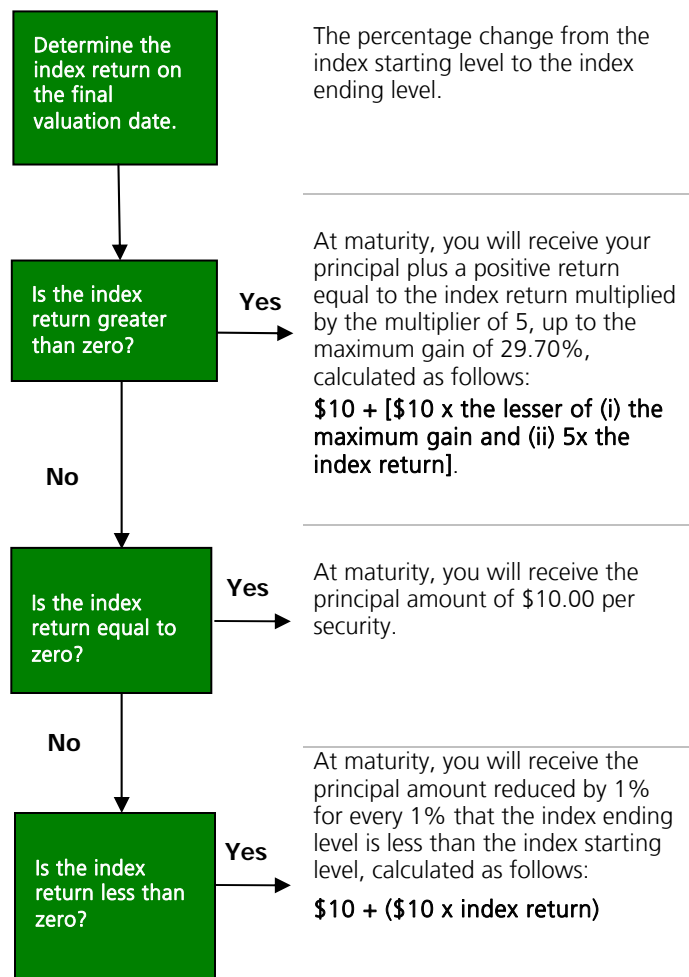 Determine the
index return on
the final
valuation date.
The percentage change from the
index starting level to the index
ending level.
Is the index
return greater
than zero?
Yes
At maturity, you will receive your
principal plus a positive return
equal to the index return multiplied
by the multiplier of 5, up to the
maximum gain of 29.70%,
calculated as follows:
$10 + [$10 x the lesser of (i) the
maximum gain and (ii) 5x the
index return].
No
Is the index
return equal to
zero?
Yes
At maturity, you will receive the
principal amount of $10.00 per
security.
No
Is the index
return less than
zero?
Yes
At maturity, you will receive the
principal amount reduced by 1%
for every 1% that the index ending
level is less than the index starting
level, calculated as follows:
$10 + ($10 x index return)